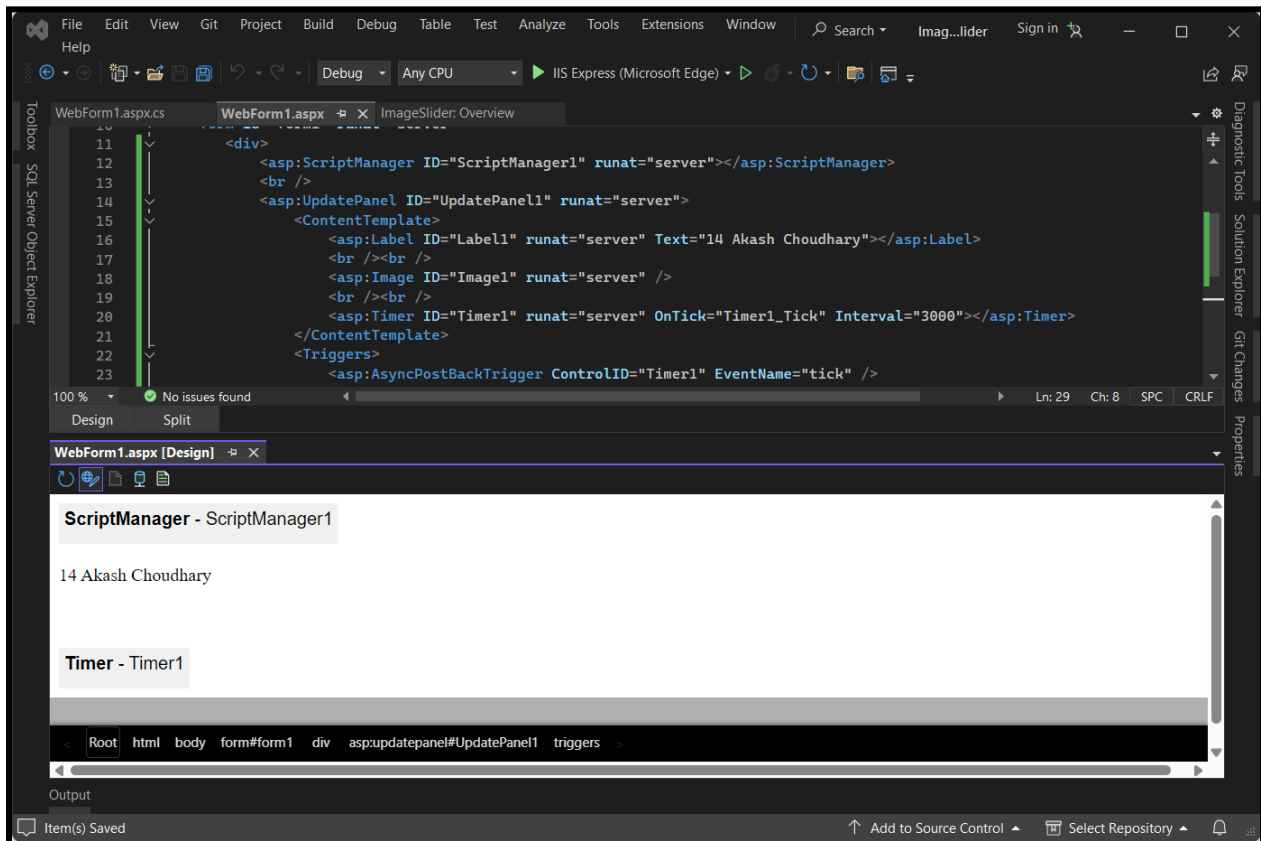 File Edit View Git Project Build Debug Table Test Analyze Tools Extensions Window Search Imag...lider Sign in
Help
Debug Any CPU IIS Express (Microsoft Edge)
WebForm1.aspx.cs WebForm1.aspx ImageSlider: Overview
Toolbox
SQL Server Object Explorer
11 <div>
12 <asp:ScriptManager ID="ScriptManager1" runat="server"></asp:ScriptManager>
13 <br />
14 <asp:UpdatePanel ID="UpdatePanel1" runat="server">
15 <ContentTemplate>
16 <asp:Label ID="Label1" runat="server" Text="14 Akash Choudhary"></asp:Label>
17 <br /><br />
18 <asp:Image ID="Image1" runat="server" />
19 <br /><br />
20 <asp:Timer ID="Timer1" runat="server" OnTick="Timer1_Tick" Interval="3000"></asp:Timer>
21 </ContentTemplate>
22 <Triggers>
23 <asp:AsyncPostBackTrigger ControlID="Timer1" EventName="tick" />
Diagnostic Tools
Solution Explorer
Git Changes
Properties
100 % No issues found Ln: 29 Ch: 8 SPC CRLF
Design Split
WebForm1.aspx [Design]
ScriptManager - ScriptManager1
14 Akash Choudhary
Timer - Timer1
< Root html body form#form1 div asp:updatepanel#UpdatePanel1 triggers >
Output
Item(s) Saved Add to Source Control Select Repository